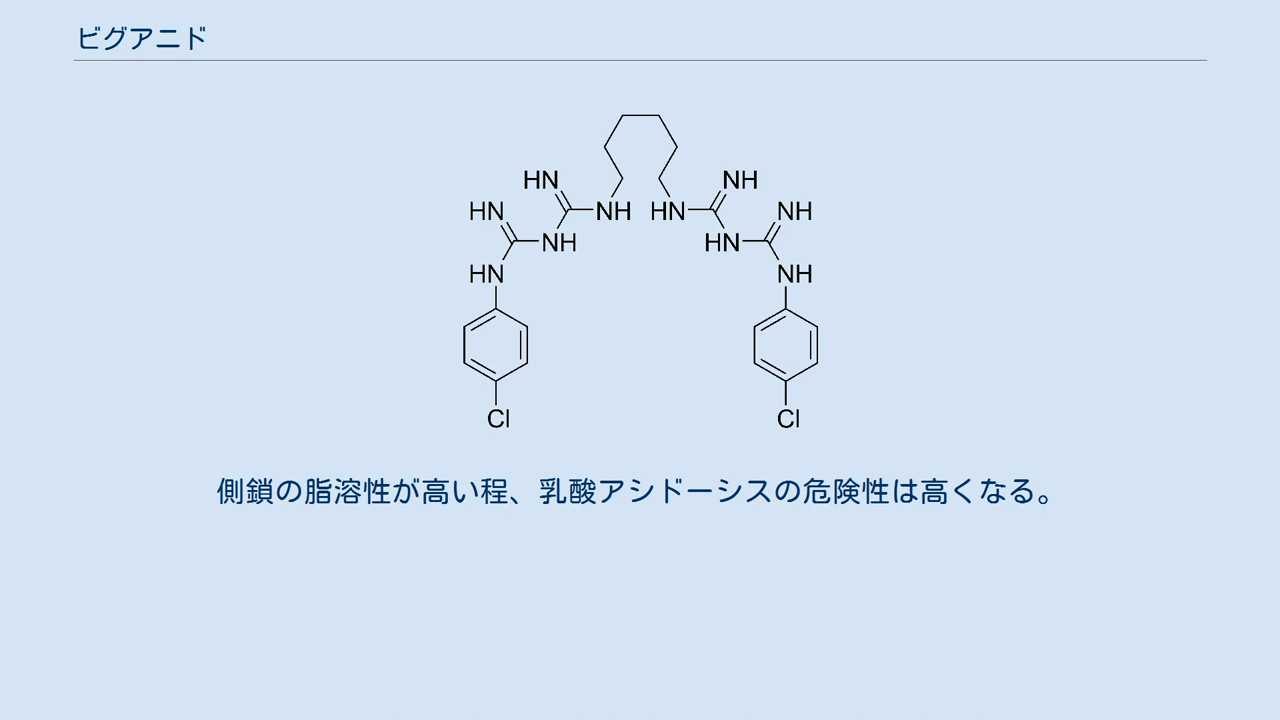 ビグアニド
HN NH
HN NH HN NH
NH HN
HN NH
Cl Cl
側鎖の脂溶性が高い程、乳酸アシドーシスの危険性は高くなる。